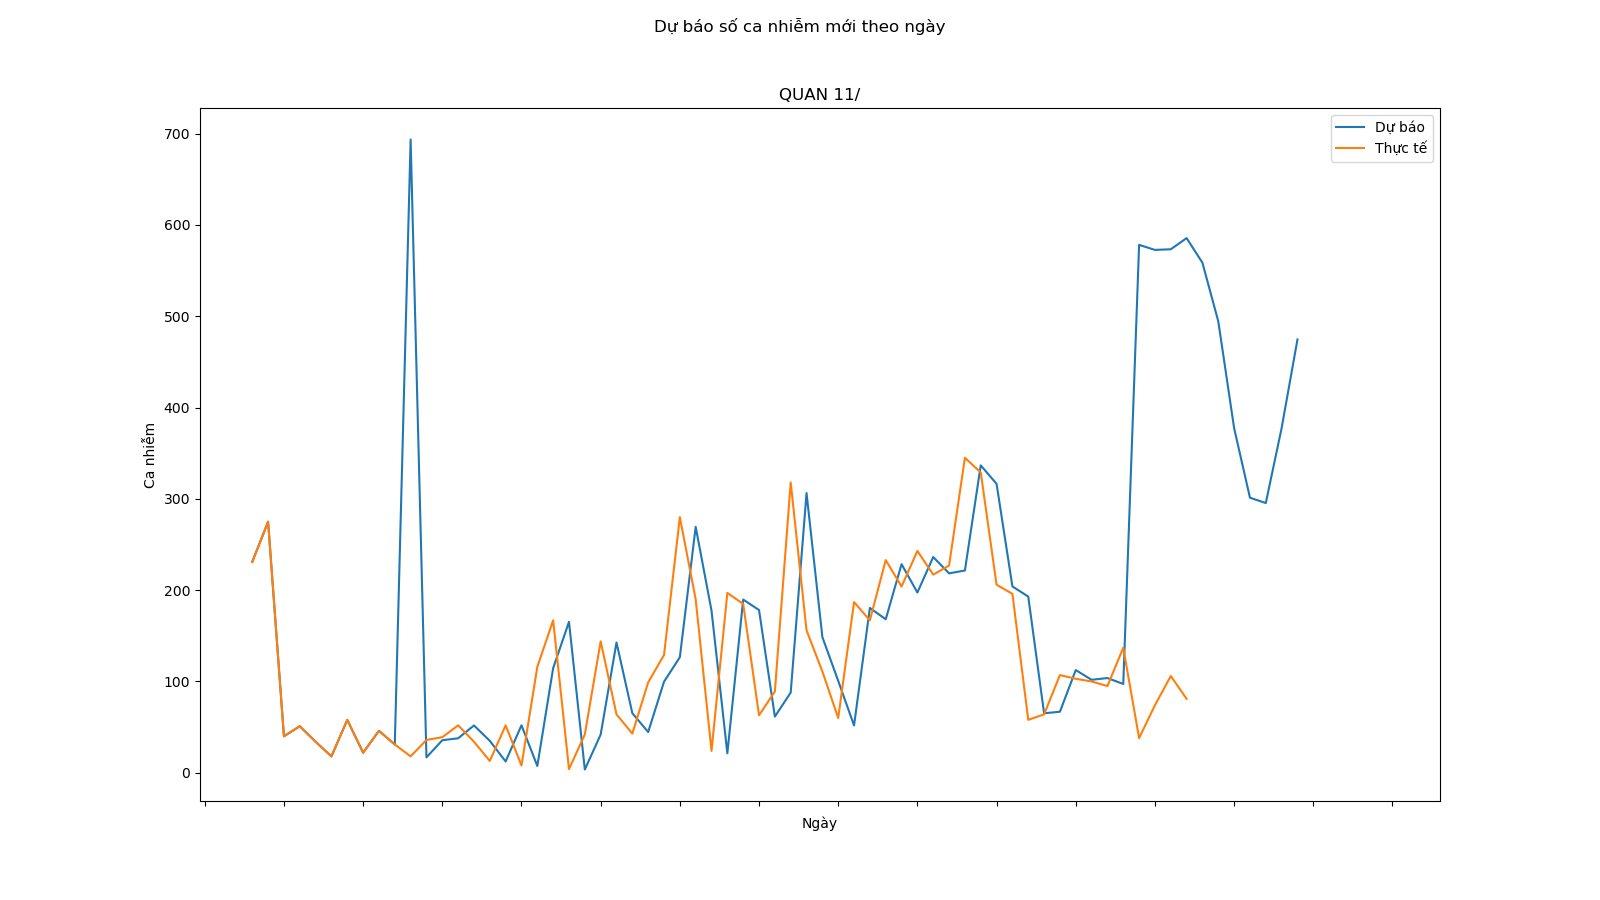 Dự báo số ca nhiễm mới theo ngày
QUAN 11/
Dự báo
Thực tế
700
600
500
400
300
200
100
0
Ca nhiễm
Ngày